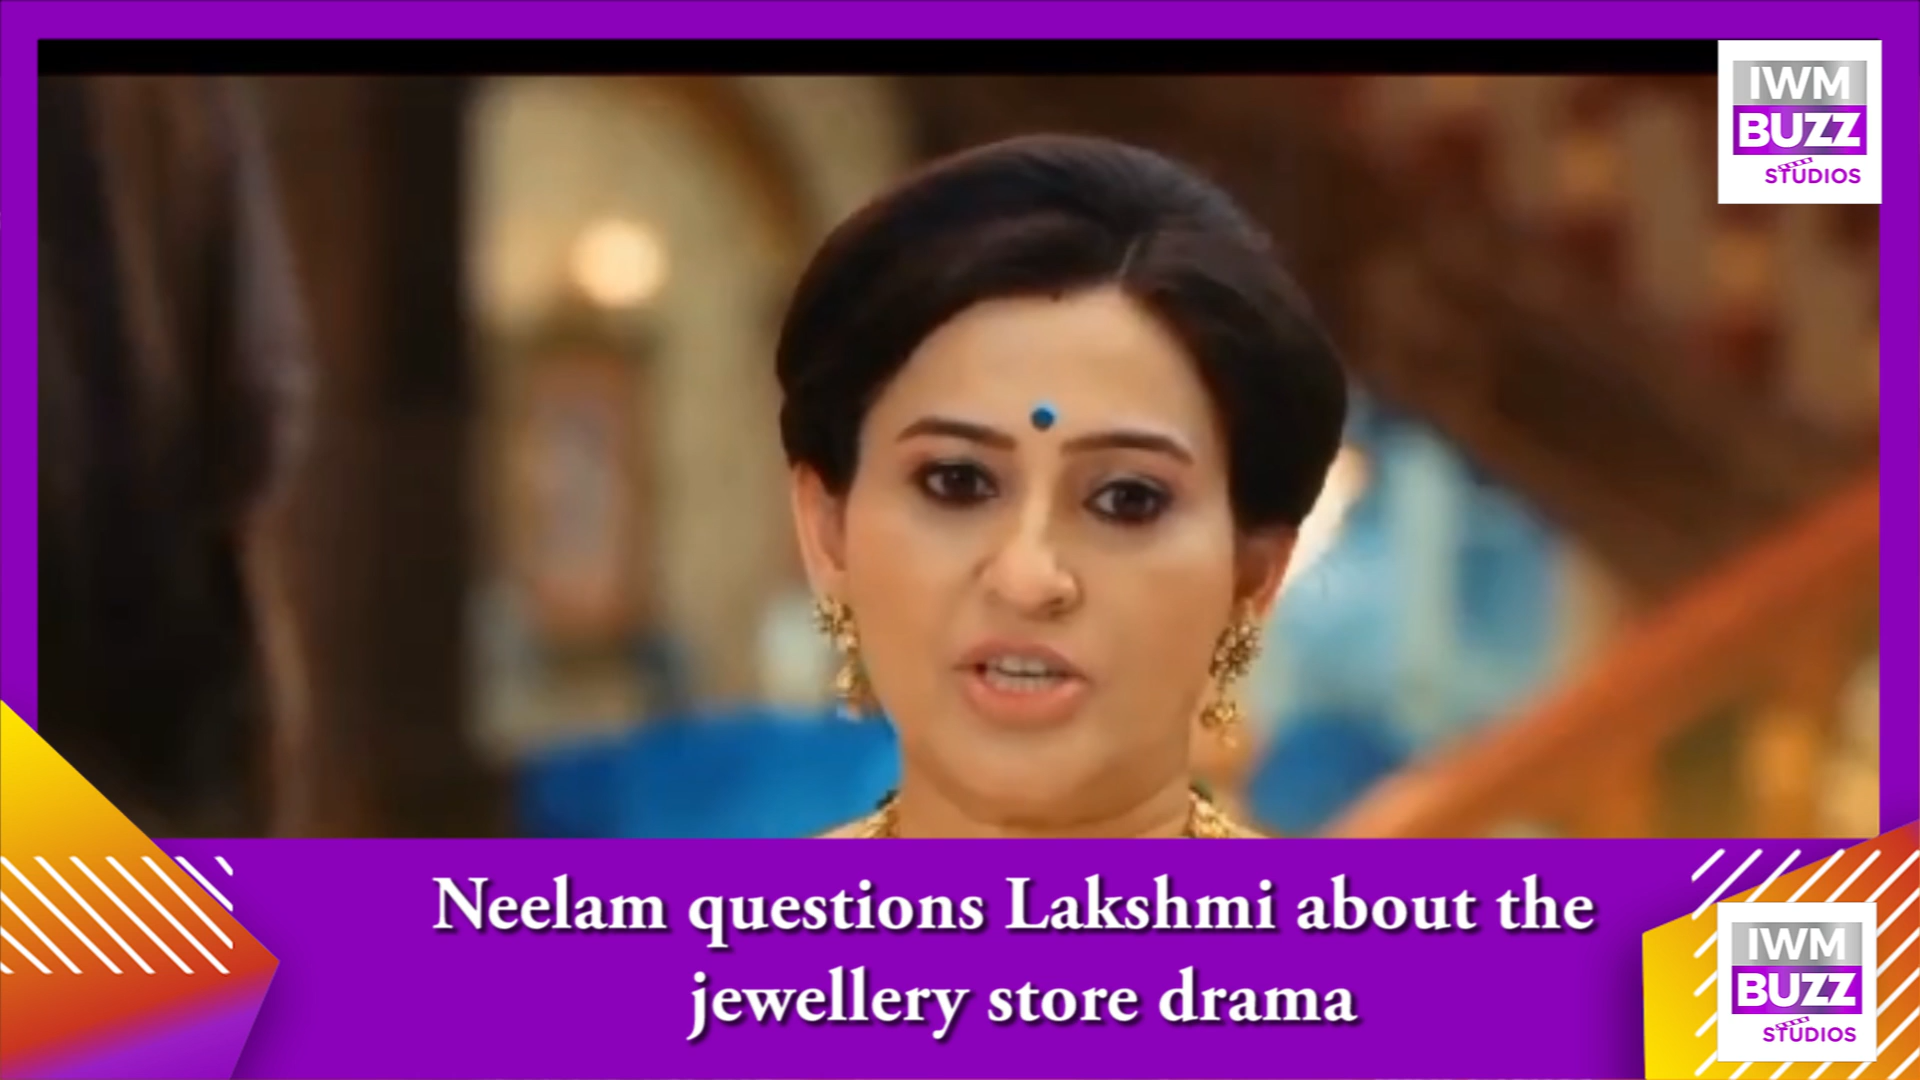 IWM
BUZZ
STUDIOS
Neelam questions Lakshmi about the
jewellery store drama
IWM
BUZZ
STUDIOS